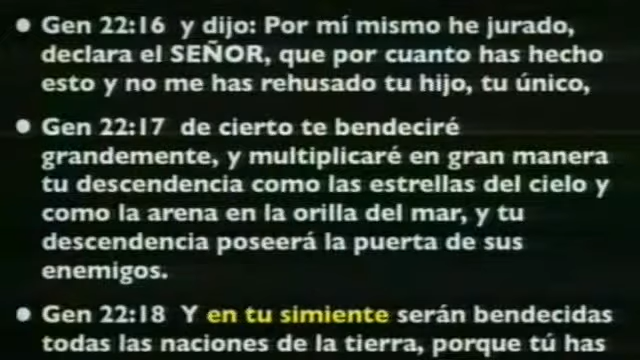 ● Gen 22:16 y dijo: Por mí mismo he jurado,
declara el SEÑOR, que por cuanto has hecho
esto y no me has rehusado tu hijo, tu único,
● Gen 22:17 de cierto te bendeciré
grandemente, y multiplicaré en gran manera
tu descendencia como las estrellas del cielo y
como la arena en la orilla del mar, y tu
descendencia poseerá la puerta de sus
enemigos.
● Gen 22:18 Y en tu simiente serán bendecidas
todas las naciones de la tierra, porque tú has